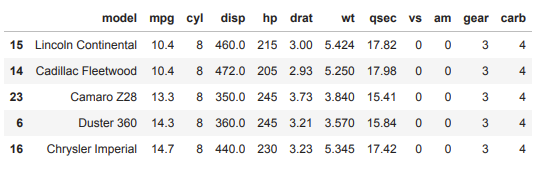 model mpg cyl disp hp drat wt qsec vs am gear carb
15 Lincoln Continental 10.4 8 460.0 215 3.00 5.424 17.82 0 0 3 4
14 Cadillac Fleetwood 10.4 8 472.0 205 2.93 5.250 17.98 0 0 3 4
23 Camaro Z28 13.3 8 350.0 245 3.73 3.840 15.41 0 0 3 4
6 Duster 360 14.3 8 360.0 245 3.21 3.570 15.84 0 0 3 4
16 Chrysler Imperial 14.7 8 440.0 230 3.23 5.345 17.42 0 0 3 4